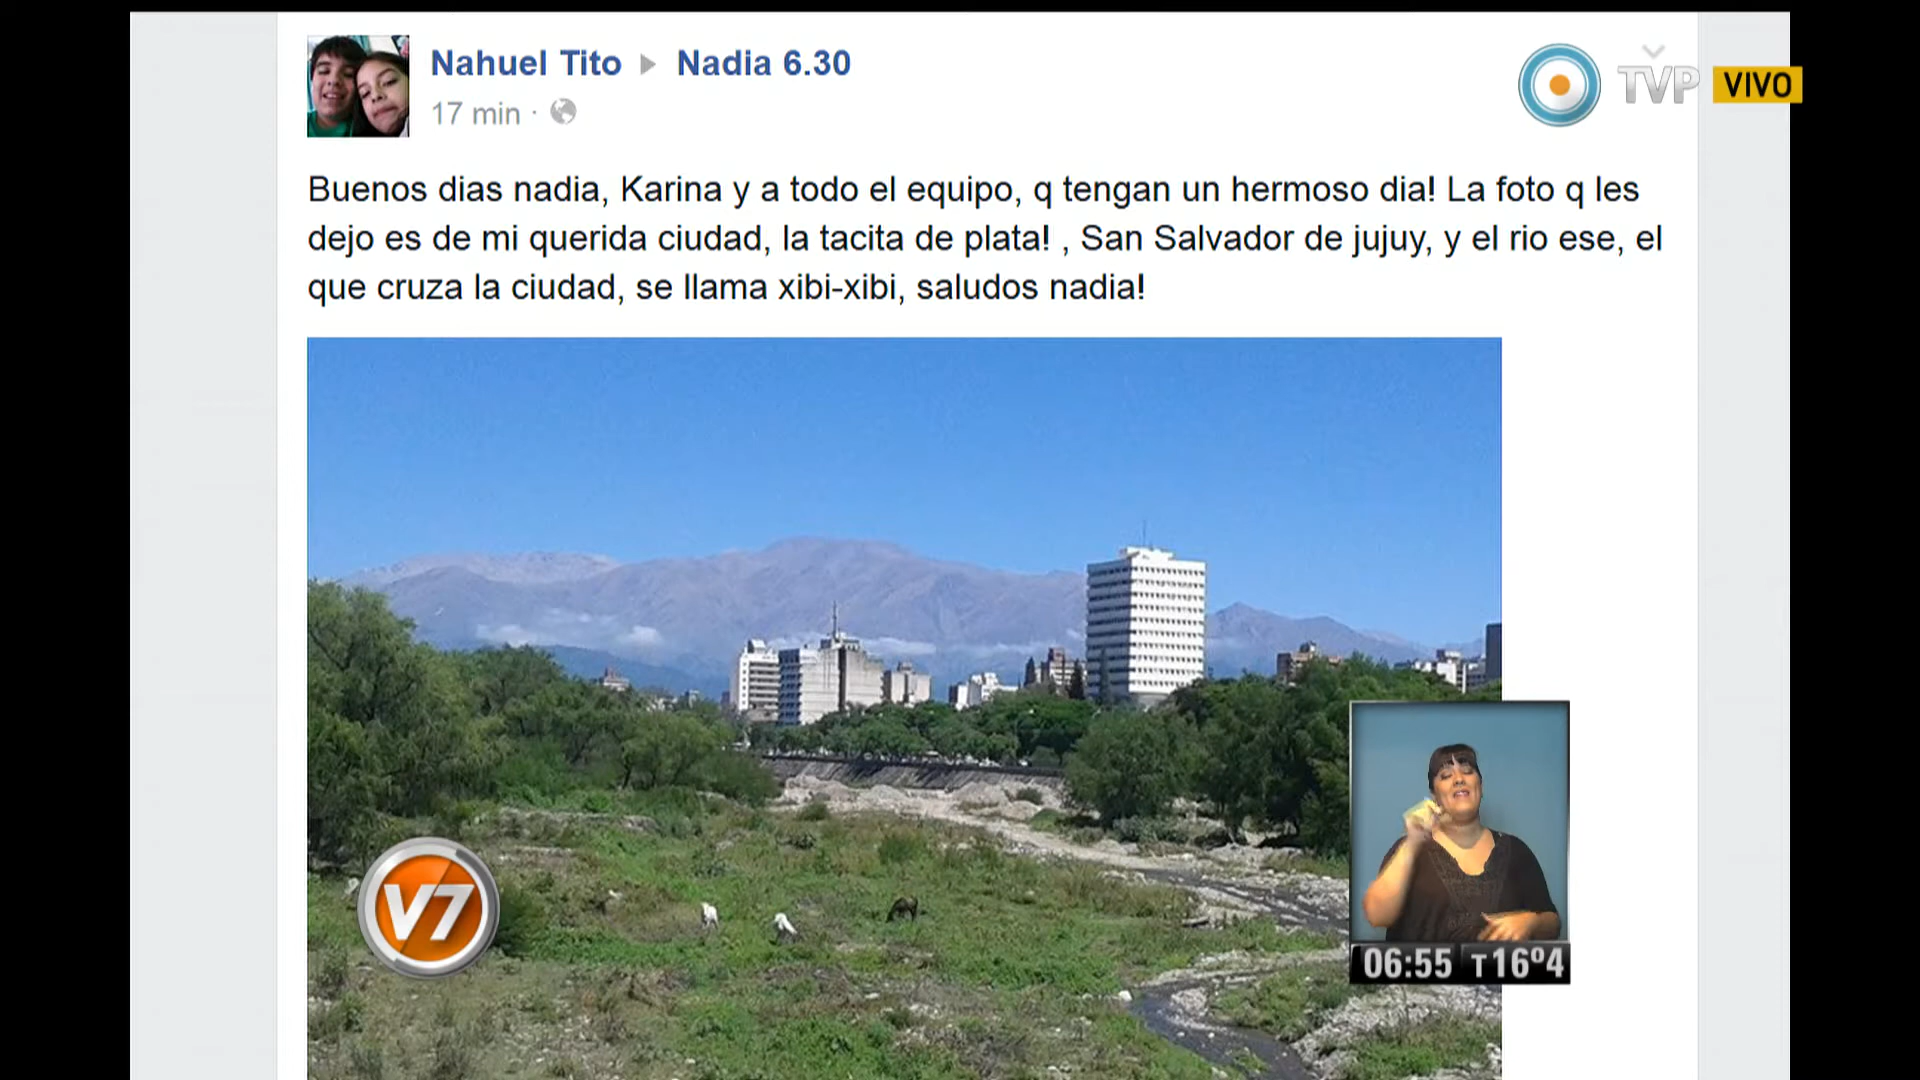 Nahuel Tito ▶ Nadia 6.30
17 min ·
TVP VIVO
Buenos dias nadia, Karina y a todo el equipo, q tengan un hermoso dia! La foto q les
dejo es de mi querida ciudad, la tacita de plata! , San Salvador de jujuy, y el rio ese, el
que cruza la ciudad, se llama xibi-xibi, saludos nadia!
V7
06:55 T16º4